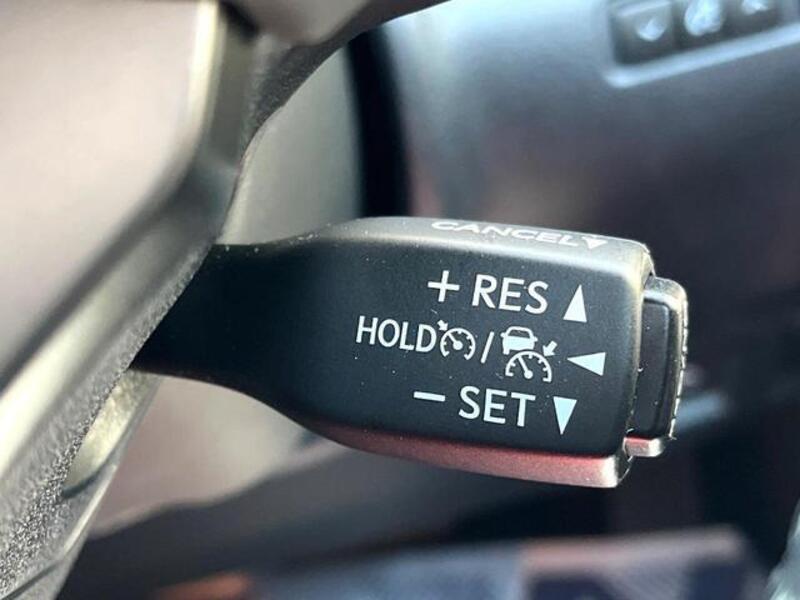 CANCEL▼
+ RES ▲
HOLD / ◀
− SET ▼